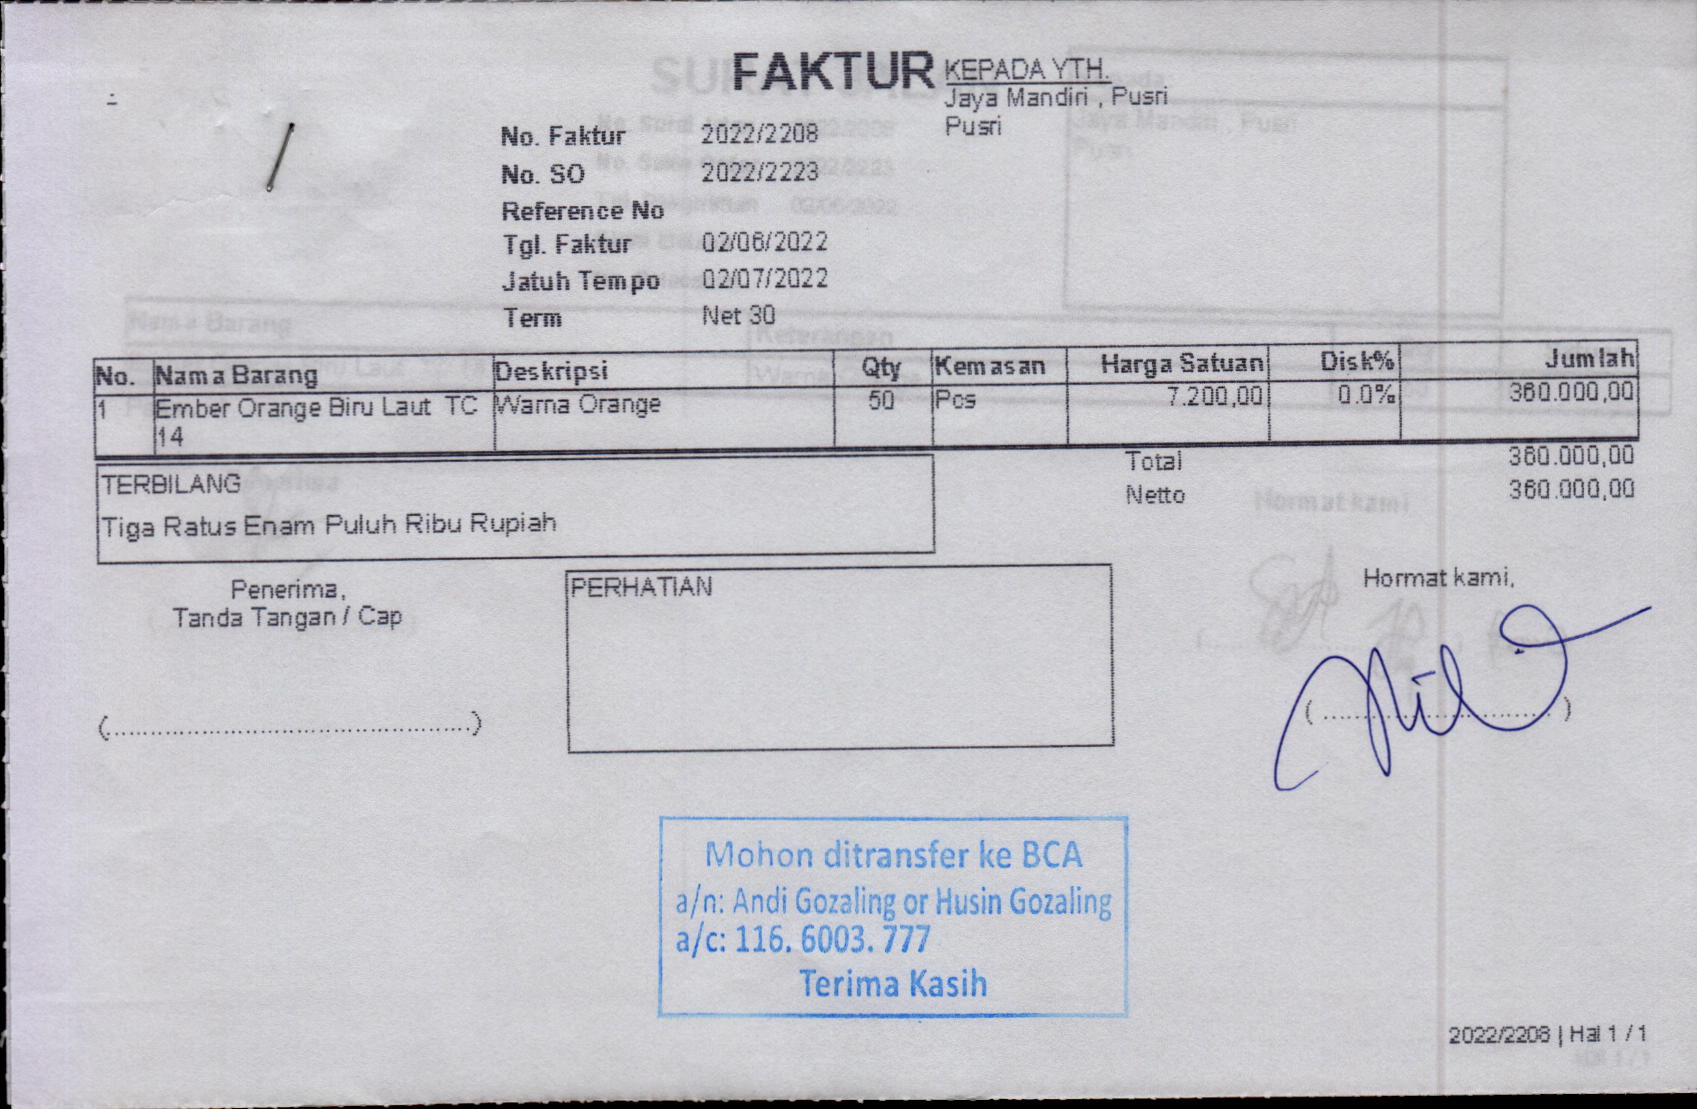 FAKTUR
KEPADA YTH.
Jaya Mandiri , Pusri
Pusri
No. Faktur 2022/2208
No. SO 2022/2223
Reference No
Tgl. Faktur 02/06/2022
Jatuh Tempo 02/07/2022
Term Net 30
No. Nama Barang Deskripsi Qty Kemasan Harga Satuan Disk% Jumlah
1 Ember Orange Biru Laut TC Warna Orange 50 Pcs 7.200,00 0.0% 360.000,00
14
Total 360.000,00
Netto 360.000,00
TERBILANG
Tiga Ratus Enam Puluh Ribu Rupiah
Penerima,
Tanda Tangan / Cap
PERHATIAN
Hormat kami,
Mohon ditransfer ke BCA
a/n: Andi Gozaling or Husin Gozaling
a/c: 116. 6003. 777
Terima Kasih
2022/2208 | Hal 1 / 1